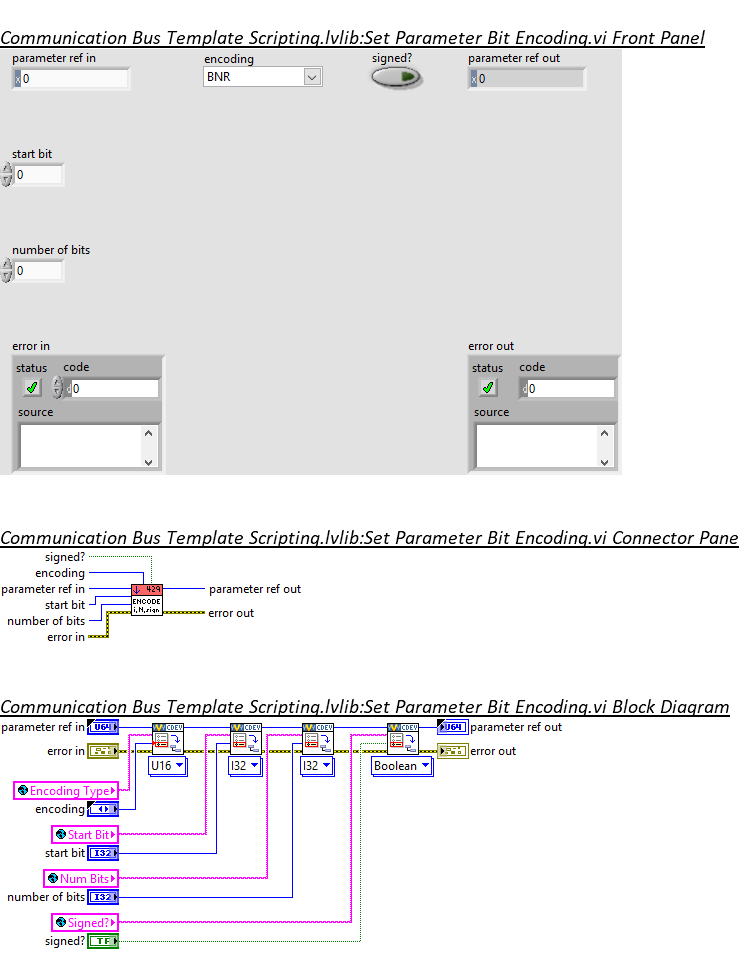 Communication Bus Template Scripting.lvlib:Set Parameter Bit Encoding.vi Front Panel
parameter ref in encoding signed? parameter ref out
x 0 BNR x 0
start bit
0
number of bits
0
error in error out
status code status code
d 0 d 0
source source
Communication Bus Template Scripting.lvlib:Set Parameter Bit Encoding.vi Connector Pane
signed?
encoding
parameter ref in 429 parameter ref out
start bit ENCODE
number of bits i,N,sign error out
error in
Communication Bus Template Scripting.lvlib:Set Parameter Bit Encoding.vi Block Diagram
parameter ref in U64 CDEV CDEV CDEV CDEV U64 parameter ref out
error in error out
U16 I32 I32 Boolean
Encoding Type
encoding
Start Bit
start bit I32
Num Bits
number of bits I32
Signed?
signed? TF